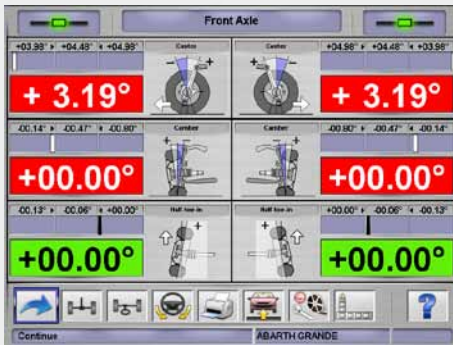 Front Axle
+03.98° +04.48° +04.98° Castor Castor +04.98° +04.48° +03.98°
+ 3.19° + 3.19°
-00.14° -00.47° -00.80° Camber Camber -00.80° -00.47° -00.14°
+00.00° +00.00°
-00.13° -00.06° +00.00° Half toe-in Half toe-in +00.00° -00.06° -00.13°
+00.00° +00.00°
?
Continue ABARTH GRANDE